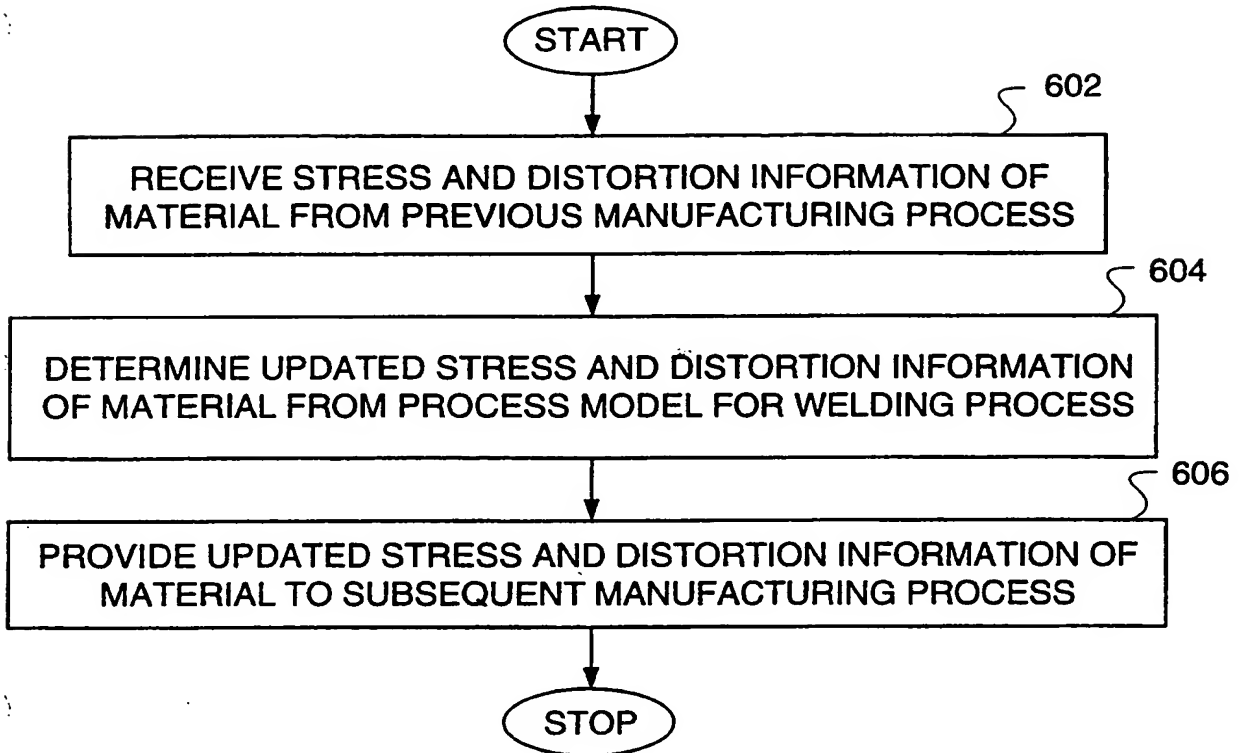 START
602
RECEIVE STRESS AND DISTORTION INFORMATION OF
MATERIAL FROM PREVIOUS MANUFACTURING PROCESS
604
DETERMINE UPDATED STRESS AND DISTORTION INFORMATION
OF MATERIAL FROM PROCESS MODEL FOR WELDING PROCESS
606
PROVIDE UPDATED STRESS AND DISTORTION INFORMATION OF
MATERIAL TO SUBSEQUENT MANUFACTURING PROCESS
STOP